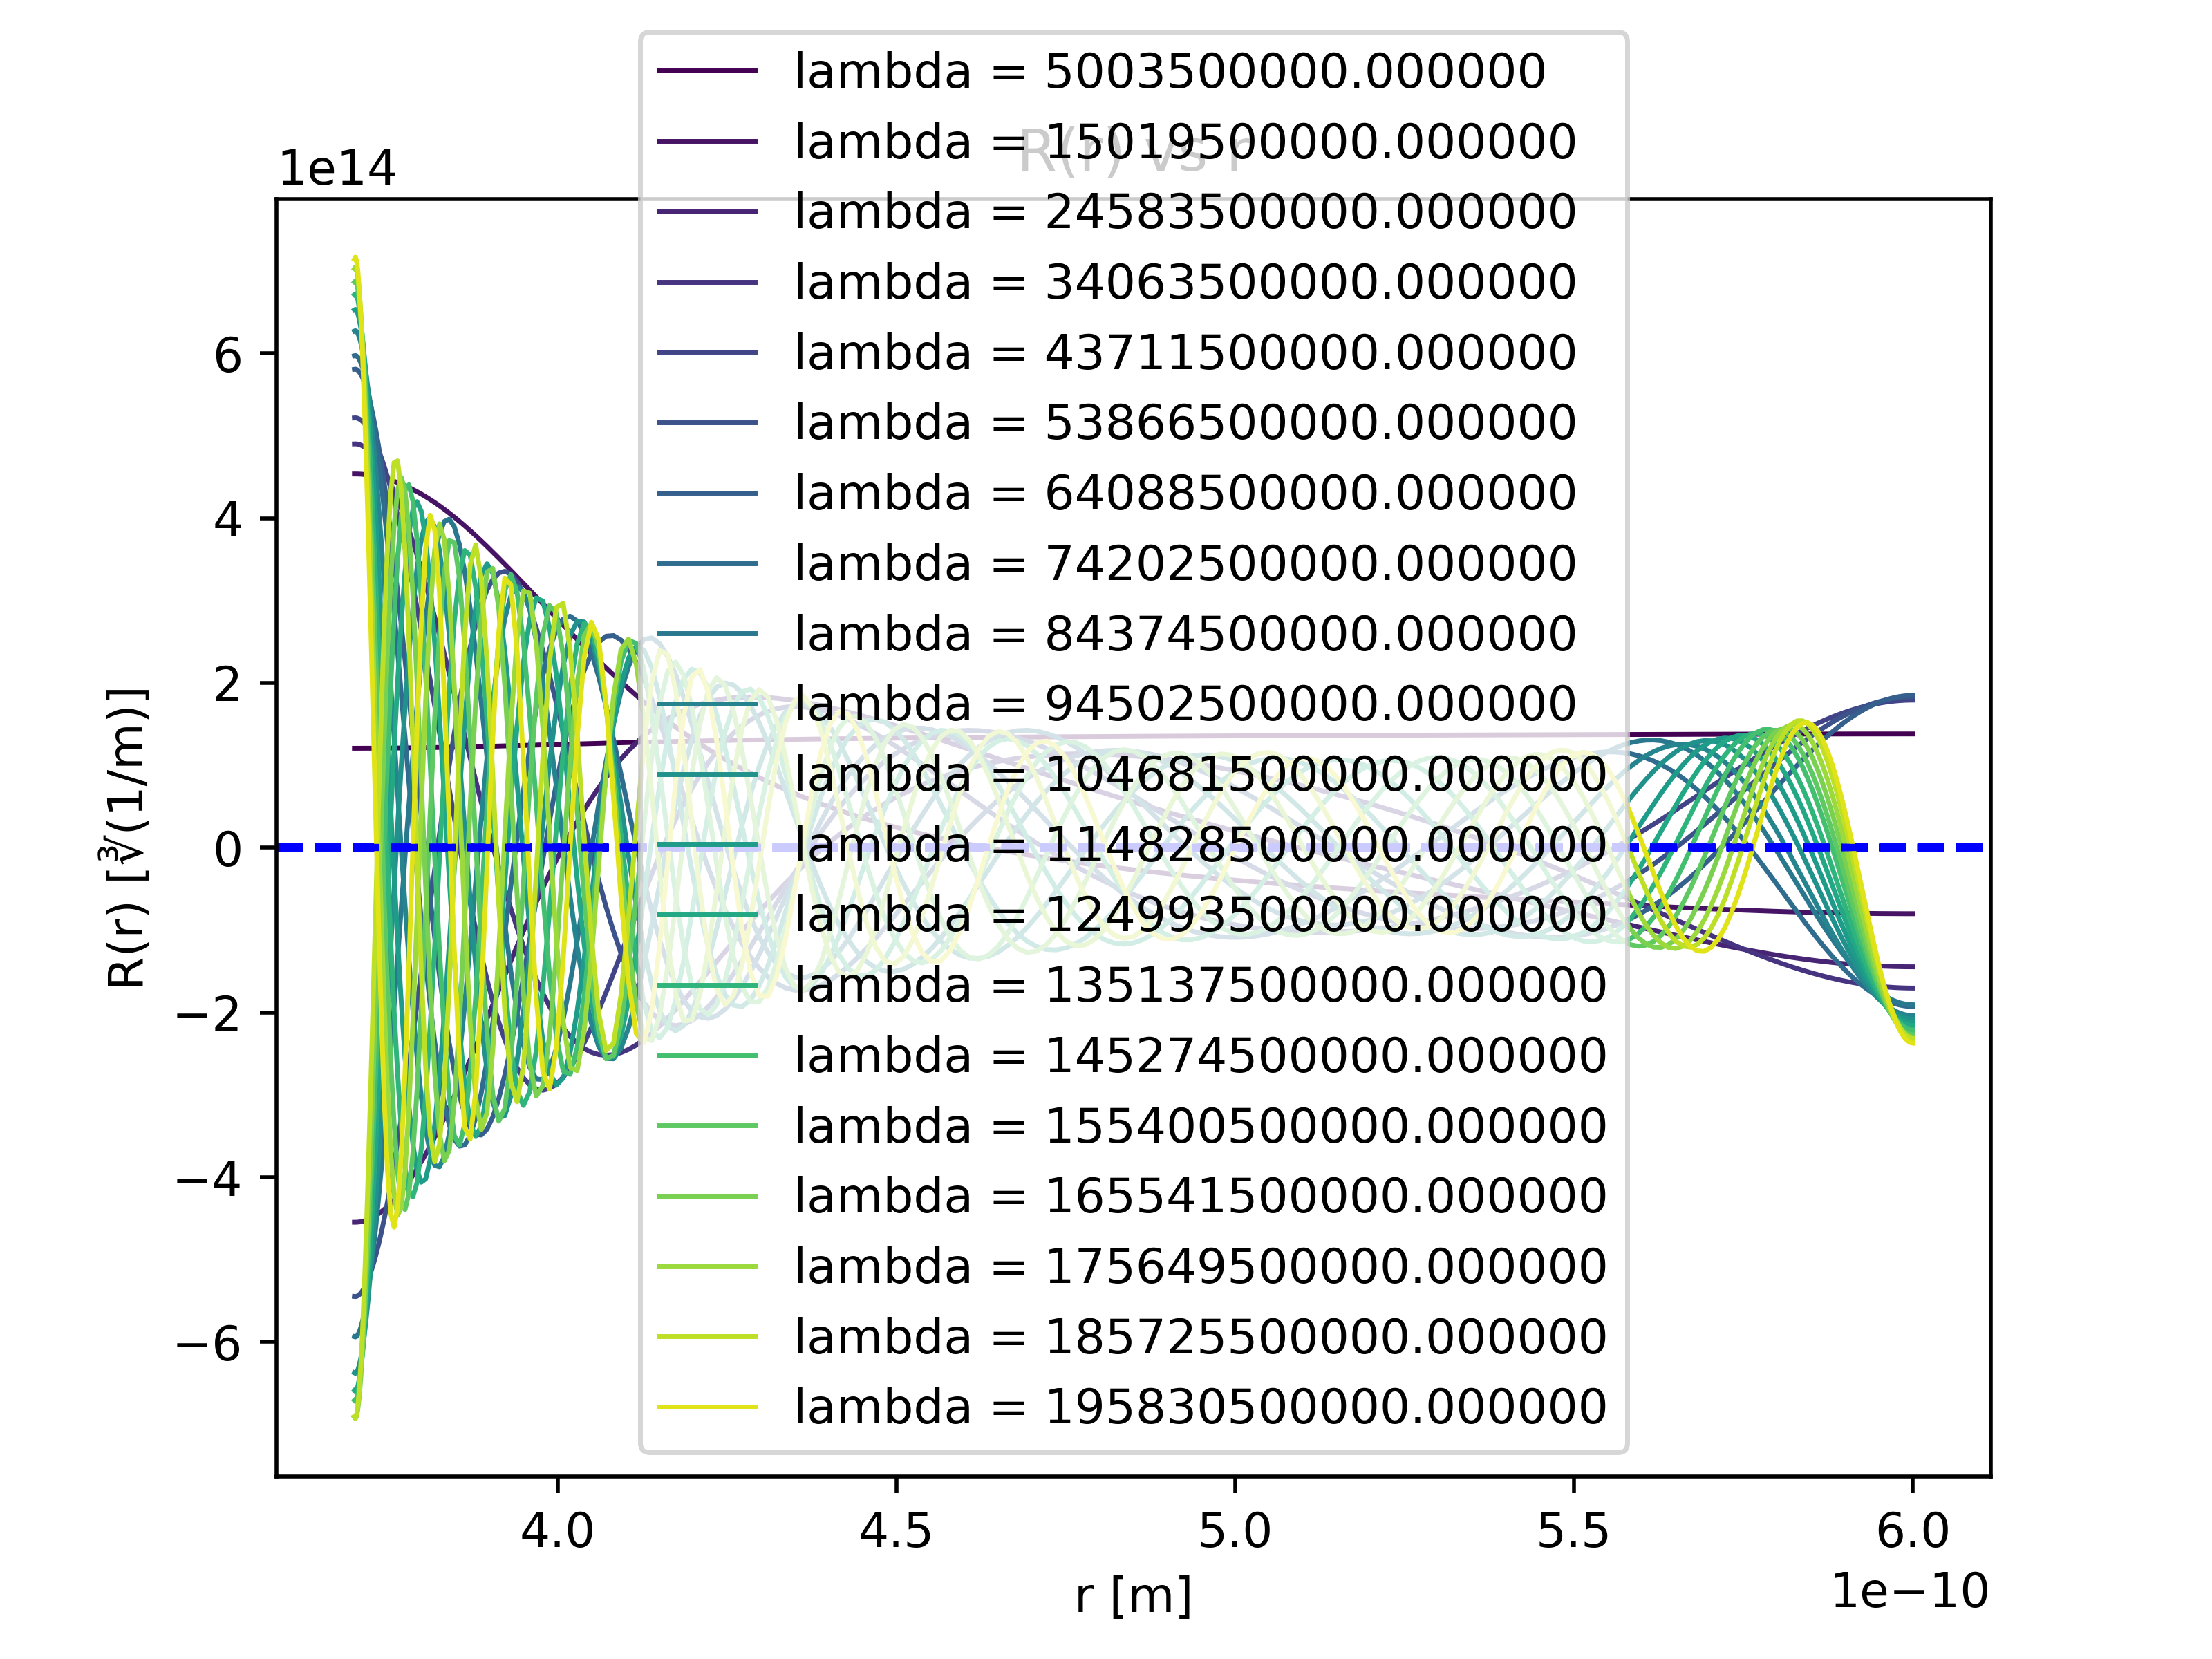 R(r) vs r
1e14
lambda = 5003500000.000000
lambda = 15019500000.000000
lambda = 24583500000.000000
lambda = 34063500000.000000
lambda = 43711500000.000000
lambda = 53866500000.000000
lambda = 64088500000.000000
lambda = 74202500000.000000
lambda = 84374500000.000000
lambda = 94502500000.000000
lambda = 104681500000.000000
lambda = 114828500000.000000
lambda = 124993500000.000000
lambda = 135137500000.000000
lambda = 145274500000.000000
lambda = 155400500000.000000
lambda = 165541500000.000000
lambda = 175649500000.000000
lambda = 185725500000.000000
lambda = 195830500000.000000
R(r) [∛(1/m)]
6
4
2
0
−2
−4
−6
4.0 4.5 5.0 5.5 6.0
1e−10
r [m]